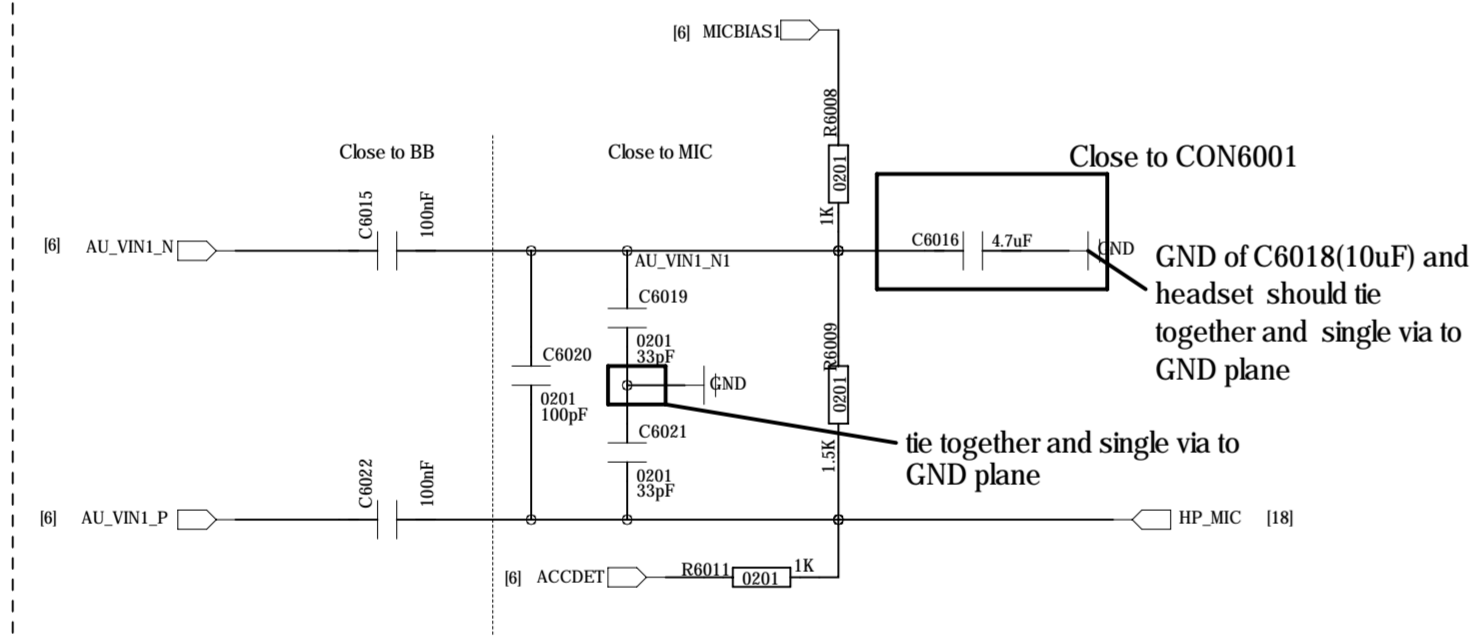 [6] MICBIAS1
R6008
0201
1K
Close to BB
Close to MIC
Close to CON6001
C6015
100nF
[6] AU_VIN1_N
AU_VIN1_N1
C6016
4.7uF
GND
GND of C6018(10uF) and
headset should tie
together and single via to
GND plane
C6019
0201
33pF
C6020
0201
100pF
GND
R6009
0201
1.5K
C6021
0201
33pF
tie together and single via to
GND plane
C6022
100nF
[6] AU_VIN1_P
HP_MIC [18]
[6] ACCDET
R6011
0201
1K